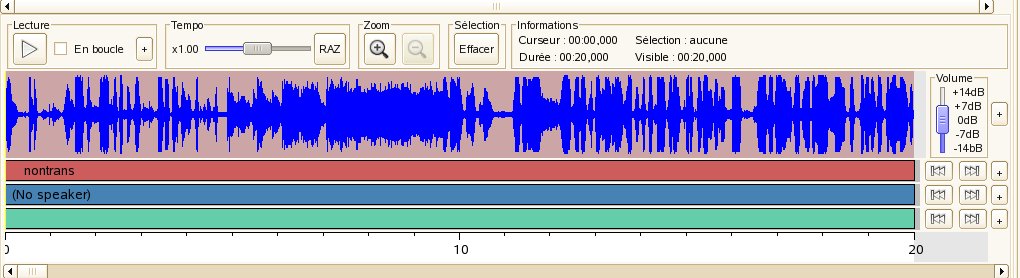 Lecture
Tempo
Zoom
Sélection
Informations
En boucle
+
x1.00
RAZ
Effacer
Curseur : 00:00,000
Sélection : aucune
Durée : 00:20,000
Visible : 00:20,000
Volume
+14dB
+7dB
0dB
-7dB
-14bB
+
nontrans
+
(No speaker)
+
+
0
10
20